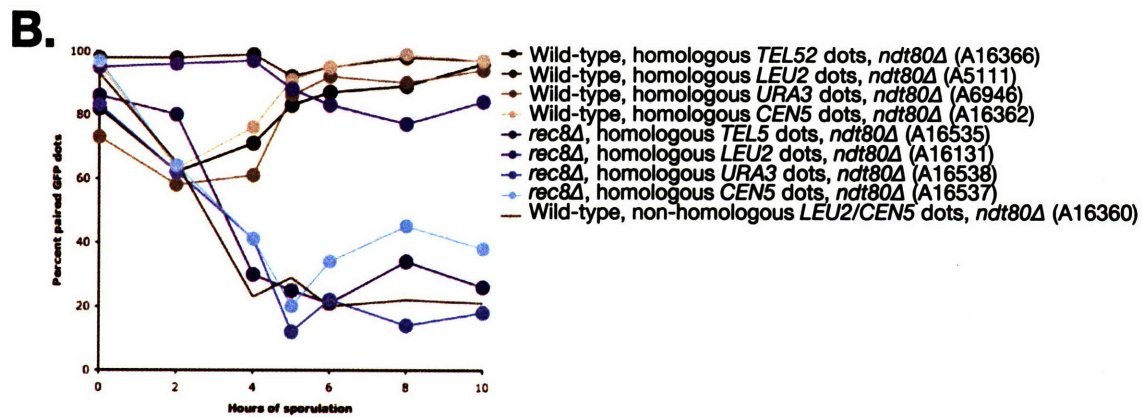 B.
100
80
60
40
20
0
Percent paired GFP dots
0 2 4 6 8 10
Hours of sporulation
Wild-type, homologous TEL52 dots, ndt80Δ (A16366)
Wild-type, homologous LEU2 dots, ndt80Δ (A5111)
Wild-type, homologous URA3 dots, ndt80Δ (A6946)
Wild-type, homologous CEN5 dots, ndt80Δ (A16362)
rec8Δ, homologous TEL5 dots, ndt80Δ (A16535)
rec8Δ, homologous LEU2 dots, ndt80Δ (A16131)
rec8Δ, homologous URA3 dots, ndt80Δ (A16538)
rec8Δ, homologous CEN5 dots, ndt80Δ (A16537)
Wild-type, non-homologous LEU2/CEN5 dots, ndt80Δ (A16360)